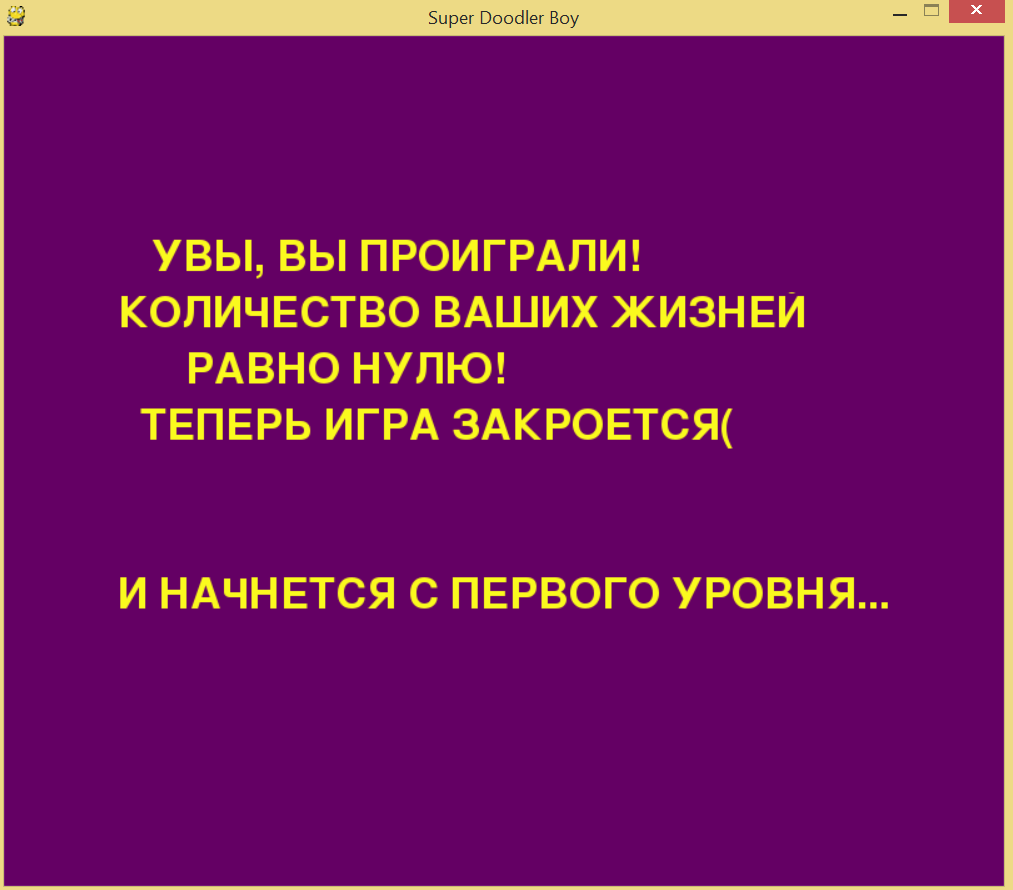 Super Doodler Boy
УВЫ, ВЫ ПРОИГРАЛИ!
КОЛИЧЕСТВО ВАШИХ ЖИЗНЕЙ
РАВНО НУЛЮ!
ТЕПЕРЬ ИГРА ЗАКРОЕТСЯ(
И НАЧНЕТСЯ С ПЕРВОГО УРОВНЯ...